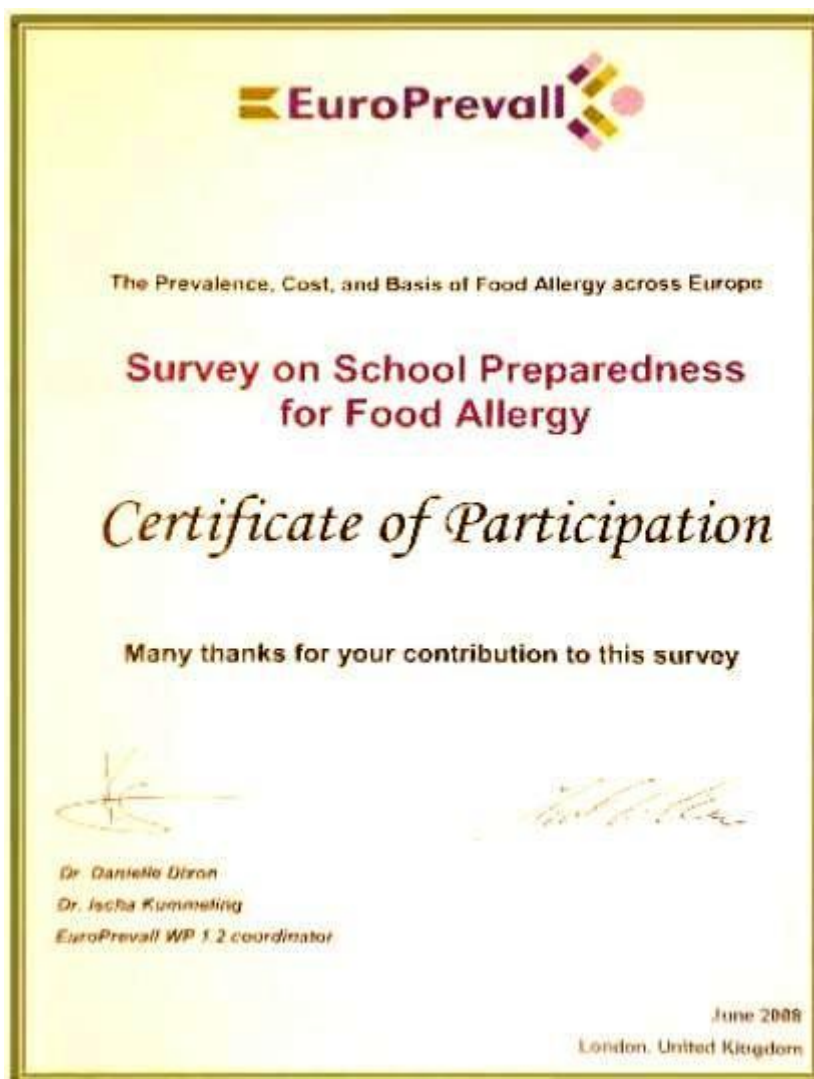 EuroPrevall
The Prevalence, Cost, and Basis of Food Allergy across Europe
Survey on School Preparedness
for Food Allergy
Certificate of Participation
Many thanks for your contribution to this survey
Dr Danielle Dixon
Dr. Ischa Kummeling
EuroPrevall WP 1.2 coordinator
June 2008
London, United Kingdom